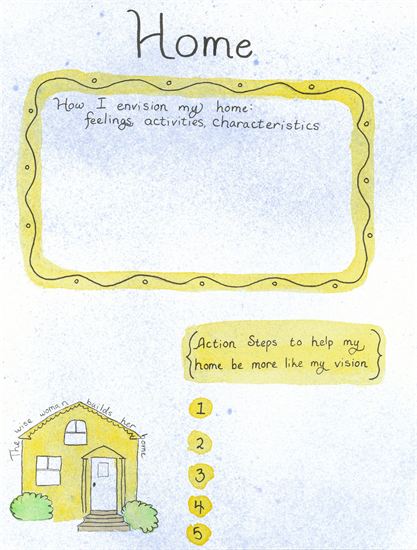 Home
How I envision my home:
feelings, activities, characteristics
Action Steps to help my
home be more like my vision
1
2
3
4
5
The wise woman builds her home